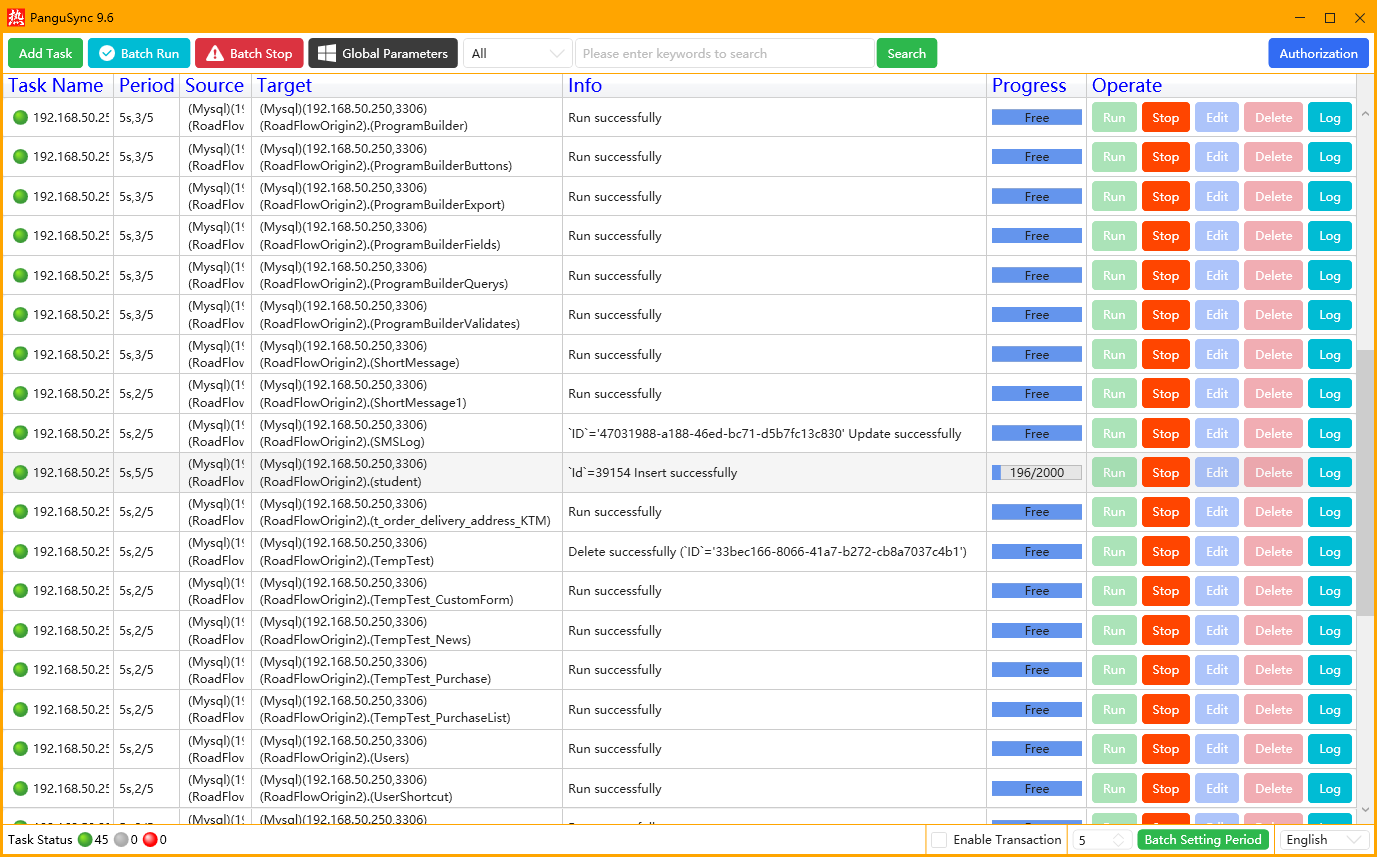 热 PanguSync 9.6
Add Task Batch Run Batch Stop Global Parameters All Please enter keywords to search Search Authorization
Task Name Period Source Target Info Progress Operate
(Mysql)(19 (Mysql)(192.168.50.250,3306)
192.168.50.25 5s,3/5 Run successfully Free Run Stop Edit Delete Log
(RoadFlow (RoadFlowOrigin2).(ProgramBuilder)
(Mysql)(19 (Mysql)(192.168.50.250,3306)
192.168.50.25 5s,3/5 Run successfully Free Run Stop Edit Delete Log
(RoadFlow (RoadFlowOrigin2).(ProgramBuilderButtons)
(Mysql)(19 (Mysql)(192.168.50.250,3306)
192.168.50.25 5s,3/5 Run successfully Free Run Stop Edit Delete Log
(RoadFlow (RoadFlowOrigin2).(ProgramBuilderExport)
(Mysql)(19 (Mysql)(192.168.50.250,3306)
192.168.50.25 5s,3/5 Run successfully Free Run Stop Edit Delete Log
(RoadFlow (RoadFlowOrigin2).(ProgramBuilderFields)
(Mysql)(19 (Mysql)(192.168.50.250,3306)
192.168.50.25 5s,3/5 Run successfully Free Run Stop Edit Delete Log
(RoadFlow (RoadFlowOrigin2).(ProgramBuilderQuerys)
(Mysql)(19 (Mysql)(192.168.50.250,3306)
192.168.50.25 5s,3/5 Run successfully Free Run Stop Edit Delete Log
(RoadFlow (RoadFlowOrigin2).(ProgramBuilderValidates)
(Mysql)(19 (Mysql)(192.168.50.250,3306)
192.168.50.25 5s,3/5 Run successfully Free Run Stop Edit Delete Log
(RoadFlow (RoadFlowOrigin2).(ShortMessage)
(Mysql)(19 (Mysql)(192.168.50.250,3306)
192.168.50.25 5s,2/5 Run successfully Free Run Stop Edit Delete Log
(RoadFlow (RoadFlowOrigin2).(ShortMessage1)
(Mysql)(19 (Mysql)(192.168.50.250,3306)
192.168.50.25 5s,2/5 `ID`='47031988-a188-46ed-bc71-d5b7fc13c830' Update successfully Free Run Stop Edit Delete Log
(RoadFlow (RoadFlowOrigin2).(SMSLog)
(Mysql)(19 (Mysql)(192.168.50.250,3306)
192.168.50.25 5s,5/5 `Id`=39154 Insert successfully 196/2000 Run Stop Edit Delete Log
(RoadFlow (RoadFlowOrigin2).(student)
(Mysql)(19 (Mysql)(192.168.50.250,3306)
192.168.50.25 5s,2/5 Run successfully Free Run Stop Edit Delete Log
(RoadFlow (RoadFlowOrigin2).(t_order_delivery_address_KTM)
(Mysql)(19 (Mysql)(192.168.50.250,3306)
192.168.50.25 5s,2/5 Delete successfully (`ID`='33bec166-8066-41a7-b272-cb8a7037c4b1') Free Run Stop Edit Delete Log
(RoadFlow (RoadFlowOrigin2).(TempTest)
(Mysql)(19 (Mysql)(192.168.50.250,3306)
192.168.50.25 5s,2/5 Run successfully Free Run Stop Edit Delete Log
(RoadFlow (RoadFlowOrigin2).(TempTest_CustomForm)
(Mysql)(19 (Mysql)(192.168.50.250,3306)
192.168.50.25 5s,2/5 Run successfully Free Run Stop Edit Delete Log
(RoadFlow (RoadFlowOrigin2).(TempTest_News)
(Mysql)(19 (Mysql)(192.168.50.250,3306)
192.168.50.25 5s,2/5 Run successfully Free Run Stop Edit Delete Log
(RoadFlow (RoadFlowOrigin2).(TempTest_Purchase)
(Mysql)(19 (Mysql)(192.168.50.250,3306)
192.168.50.25 5s,2/5 Run successfully Free Run Stop Edit Delete Log
(RoadFlow (RoadFlowOrigin2).(TempTest_PurchaseList)
(Mysql)(19 (Mysql)(192.168.50.250,3306)
192.168.50.25 5s,2/5 Run successfully Free Run Stop Edit Delete Log
(RoadFlow (RoadFlowOrigin2).(Users)
(Mysql)(19 (Mysql)(192.168.50.250,3306)
192.168.50.25 5s,2/5 Run successfully Free Run Stop Edit Delete Log
(RoadFlow (RoadFlowOrigin2).(UserShortcut)
(Mysql)(19 (Mysql)(192.168.50.250,3306)
Task Status 45 0 0 Enable Transaction 5 Batch Setting Period English